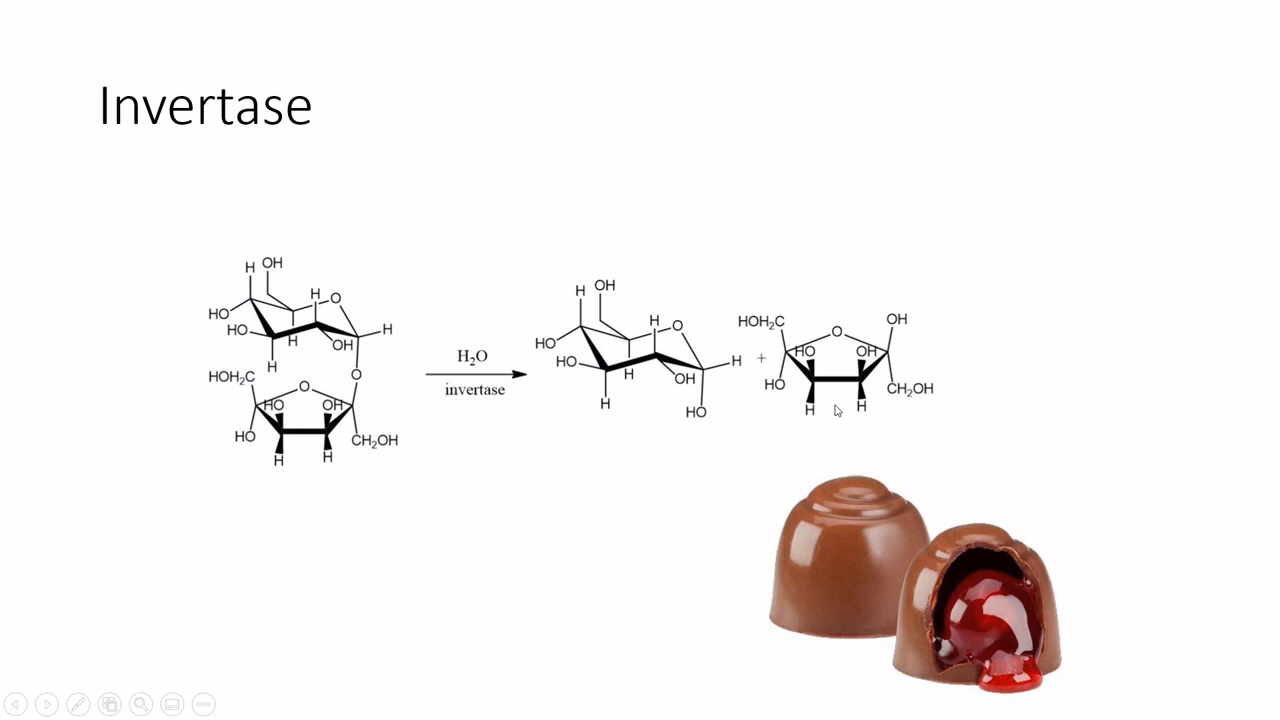 Invertase
H OH
H O
HO
HO H
H OH
H
HOH₂C O
O
HO OH
HO CH₂OH
H H
H₂O
invertase
H OH
H O
HO
HO H
H OH
H HO
+
HOH₂C O OH
HO OH
HO CH₂OH
H H